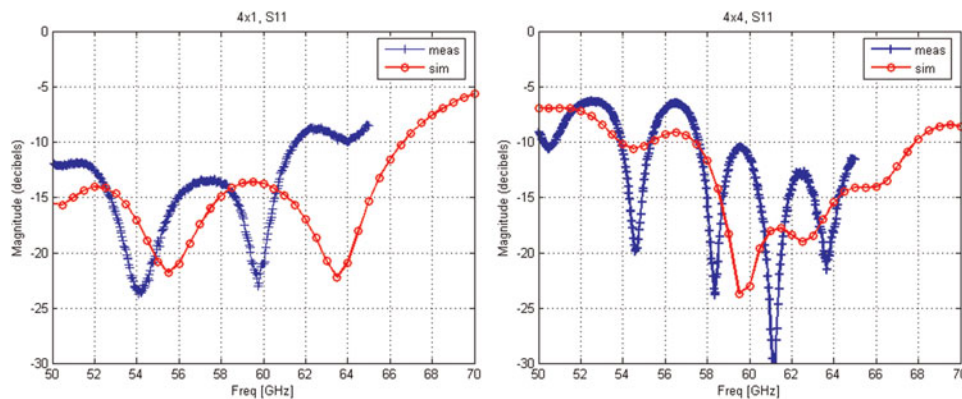 4x1, S11
0
-5
-10
-15
-20
-25
-30
Magnitude (decibels)
meas
sim
50 52 54 56 58 60 62 64 66 68 70
Freq [GHz]
4x4, S11
0
-5
-10
-15
-20
-25
-30
Magnitude (decibels)
meas
sim
50 52 54 56 58 60 62 64 66 68 70
Freq [GHz]